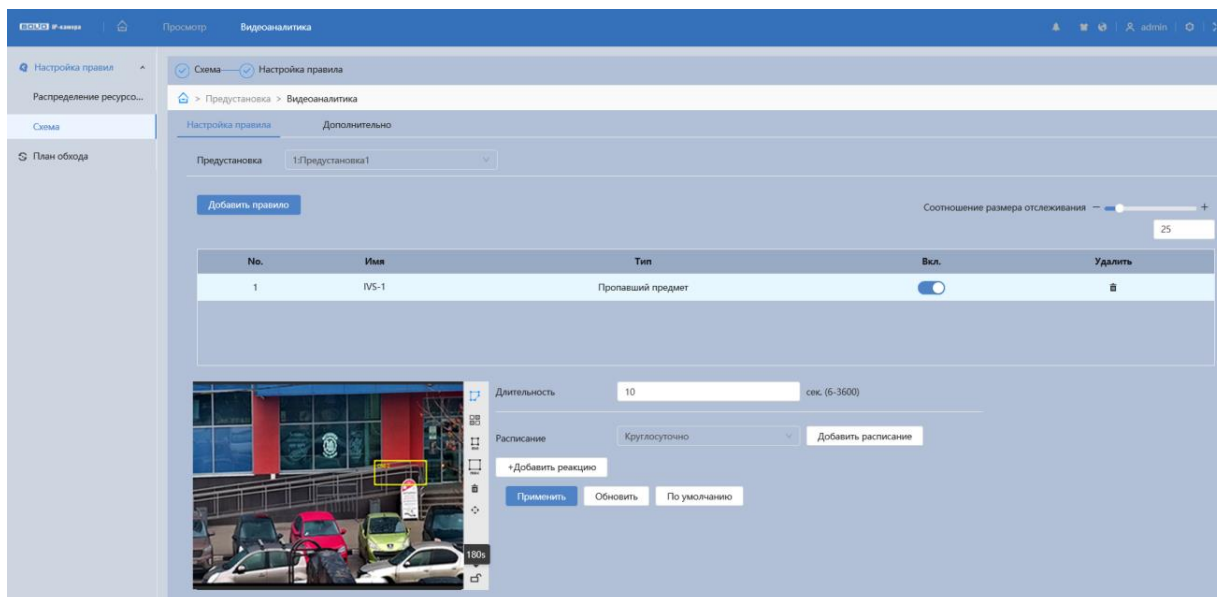 BOLID IP-камера
Просмотр
Видеоаналитика
admin
Настройка правил
Распределение ресурсо...
Схема
План обхода
Схема
Настройка правила
> Предустановка > Видеоаналитика
Настройка правила
Дополнительно
Предустановка
1:Предустановка1
Добавить правило
Соотношение размера отслеживания
25
No.
Имя
Тип
Вкл.
Удалить
1
IVS-1
Пропавший предмет
Длительность
10
сек. (6-3600)
Расписание
Круглосуточно
Добавить расписание
+Добавить реакцию
Применить
Обновить
По умолчанию
180s